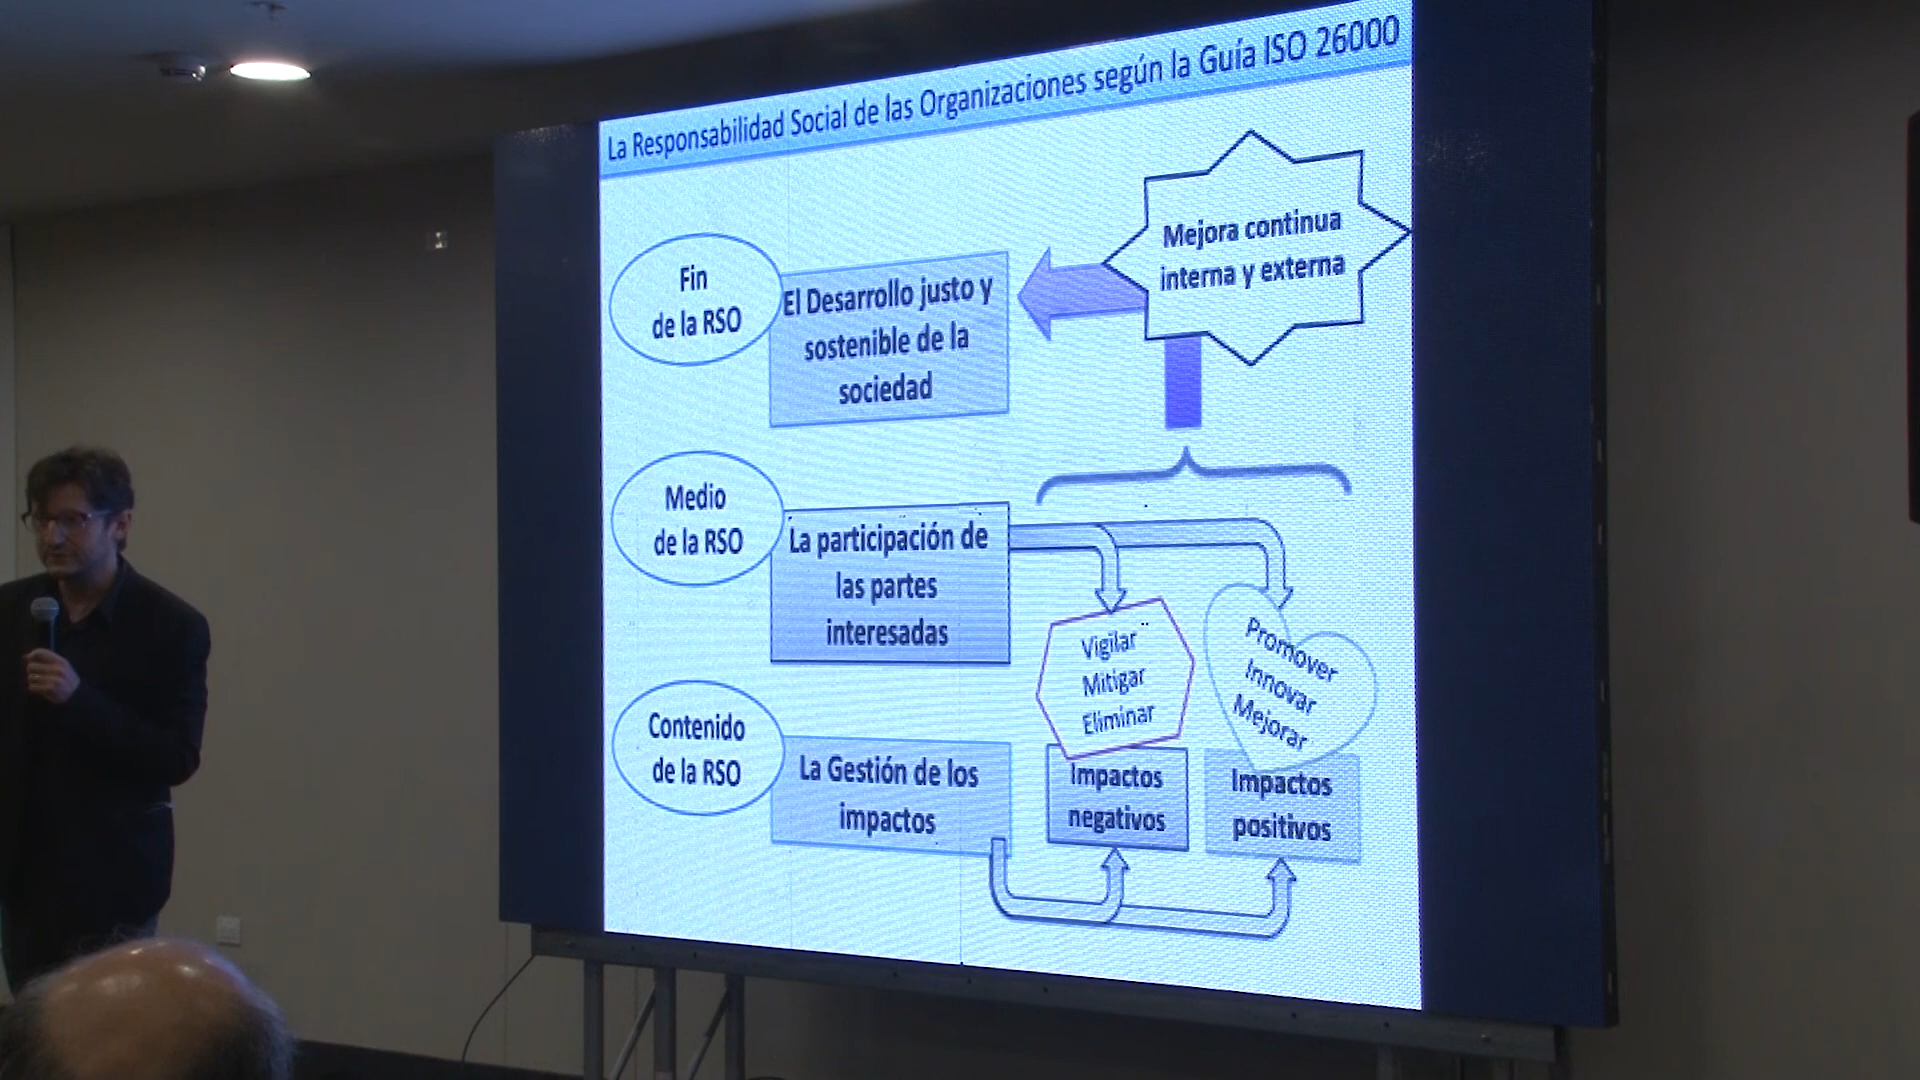 La Responsabilidad Social de las Organizaciones según la Guía ISO 26000
Mejora continua
interna y externa
Fin
de la RSO
El Desarrollo justo y
sostenible de la
sociedad
Medio
de la RSO
La participación de
las partes
interesadas
Vigilar
Mitigar
Eliminar
Promover
Innovar
Mejorar
Contenido
de la RSO
La Gestión de los
impactos
Impactos
negativos
Impactos
positivos